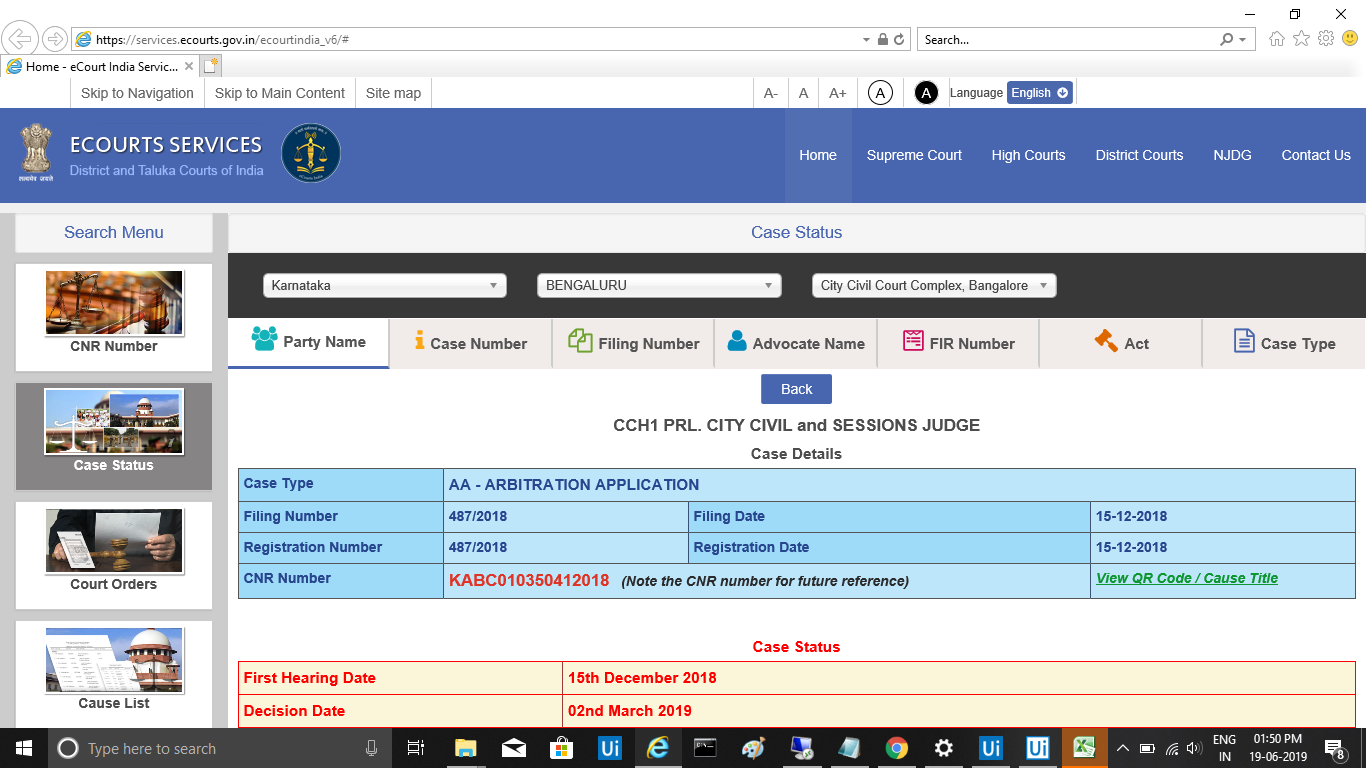 https://services.ecourts.gov.in/ecourtindia_v6/#
Search...
Home - eCourt India Servic...
Skip to Navigation
Skip to Main Content
Site map
A-
A
A+
A
A
Language
English
ECOURTS SERVICES
District and Taluka Courts of India
Home
Supreme Court
High Courts
District Courts
NJDG
Contact Us
Search Menu
Case Status
Karnataka
BENGALURU
City Civil Court Complex, Bangalore
CNR Number
Party Name
Case Number
Filing Number
Advocate Name
FIR Number
Act
Case Type
Back
Case Status
CCH1 PRL. CITY CIVIL and SESSIONS JUDGE
Case Details
Case Type AA - ARBITRATION APPLICATION
Filing Number 487/2018 Filing Date 15-12-2018
Registration Number 487/2018 Registration Date 15-12-2018
CNR Number KABC010350412018 (Note the CNR number for future reference) View QR Code / Cause Title
Court Orders
Case Status
First Hearing Date 15th December 2018
Decision Date 02nd March 2019
Cause List
Type here to search
Ui
Ui
Ui
ENG
IN
01:50 PM
19-06-2019
8